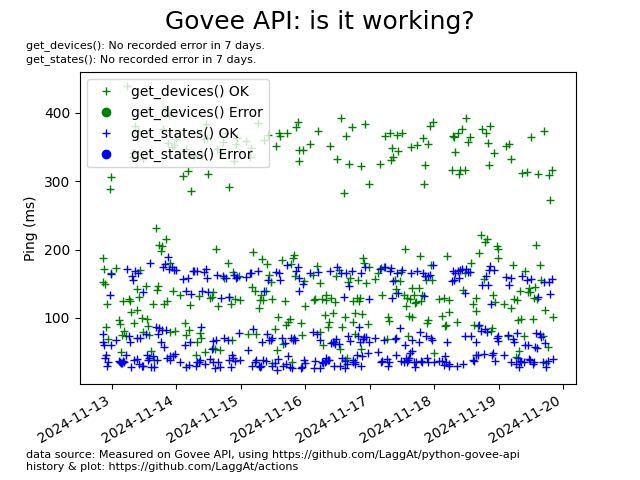 Govee API: is it working?
get_devices(): No recorded error in 7 days.
get_states(): No recorded error in 7 days.
get_devices() OK
get_devices() Error
get_states() OK
get_states() Error
Ping (ms)
400
300
200
100
2024-11-13
2024-11-14
2024-11-15
2024-11-16
2024-11-17
2024-11-18
2024-11-19
2024-11-20
data source: Measured on Govee API, using https://github.com/LaggAt/python-govee-api
history & plot: https://github.com/LaggAt/actions